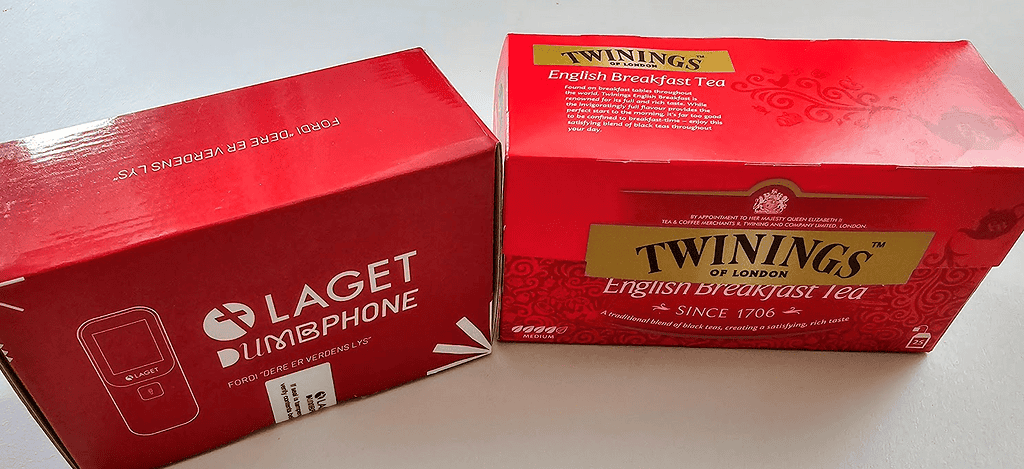 FORDI "DERE ER VERDENS LYS"
LAGET
DUMBPHONE
FORDI "DERE ER VERDENS LYS"
LAGET
LAGET
TWININGS™
OF LONDON
English Breakfast Tea
Found on breakfast tables throughout
the world, Twinings English Breakfast is
renowned for its full and rich taste. While
the invigoratingly full flavour provides the
perfect start to the morning, it's far too good
to be confined to breakfast-time – enjoy this
satisfying blend of black teas throughout
your day.
BY APPOINTMENT TO HER MAJESTY QUEEN ELIZABETH II
TEA & COFFEE MERCHANTS R. TWINING AND COMPANY LIMITED, LONDON.
TWININGS™
OF LONDON
English Breakfast Tea
SINCE 1706
A traditional blend of black teas, creating a satisfying, rich taste
MEDIUM
25